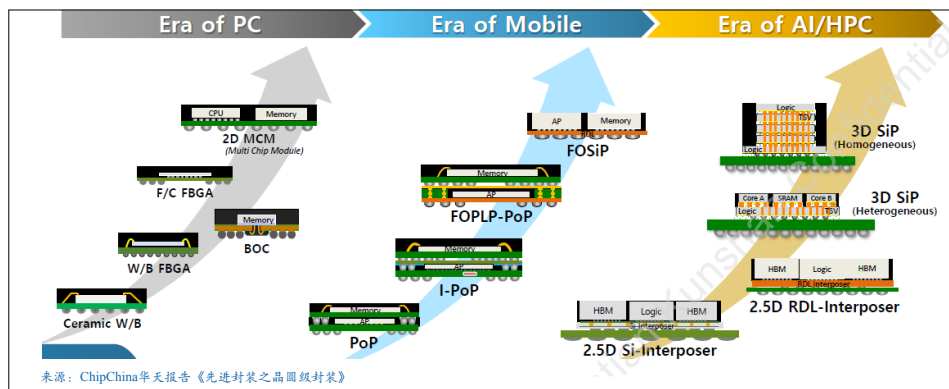 Era of PC
Era of Mobile
Era of AI/HPC
CPU
Memory
2D MCM
(Multi Chip Module)
F/C FBGA
Memory
BOC
W/B FBGA
Ceramic W/B
AP
Memory
RDL
FOSiP
Memory
AP
FOPLP-PoP
Memory
AP
I-PoP
Memory
AP
PoP
Logic
TSV
Logic
3D SiP
(Homogeneous)
Core A
SRAM
Core B
Logic
TSV
3D SiP
(Heterogeneous)
HBM
Logic
HBM
RDL Interposer
2.5D RDL-Interposer
HBM
Logic
HBM
Si Interposer
2.5D Si-Interposer
Kunshan Confidential
来源：ChipChina华天报告《先进封装之晶圆级封装》